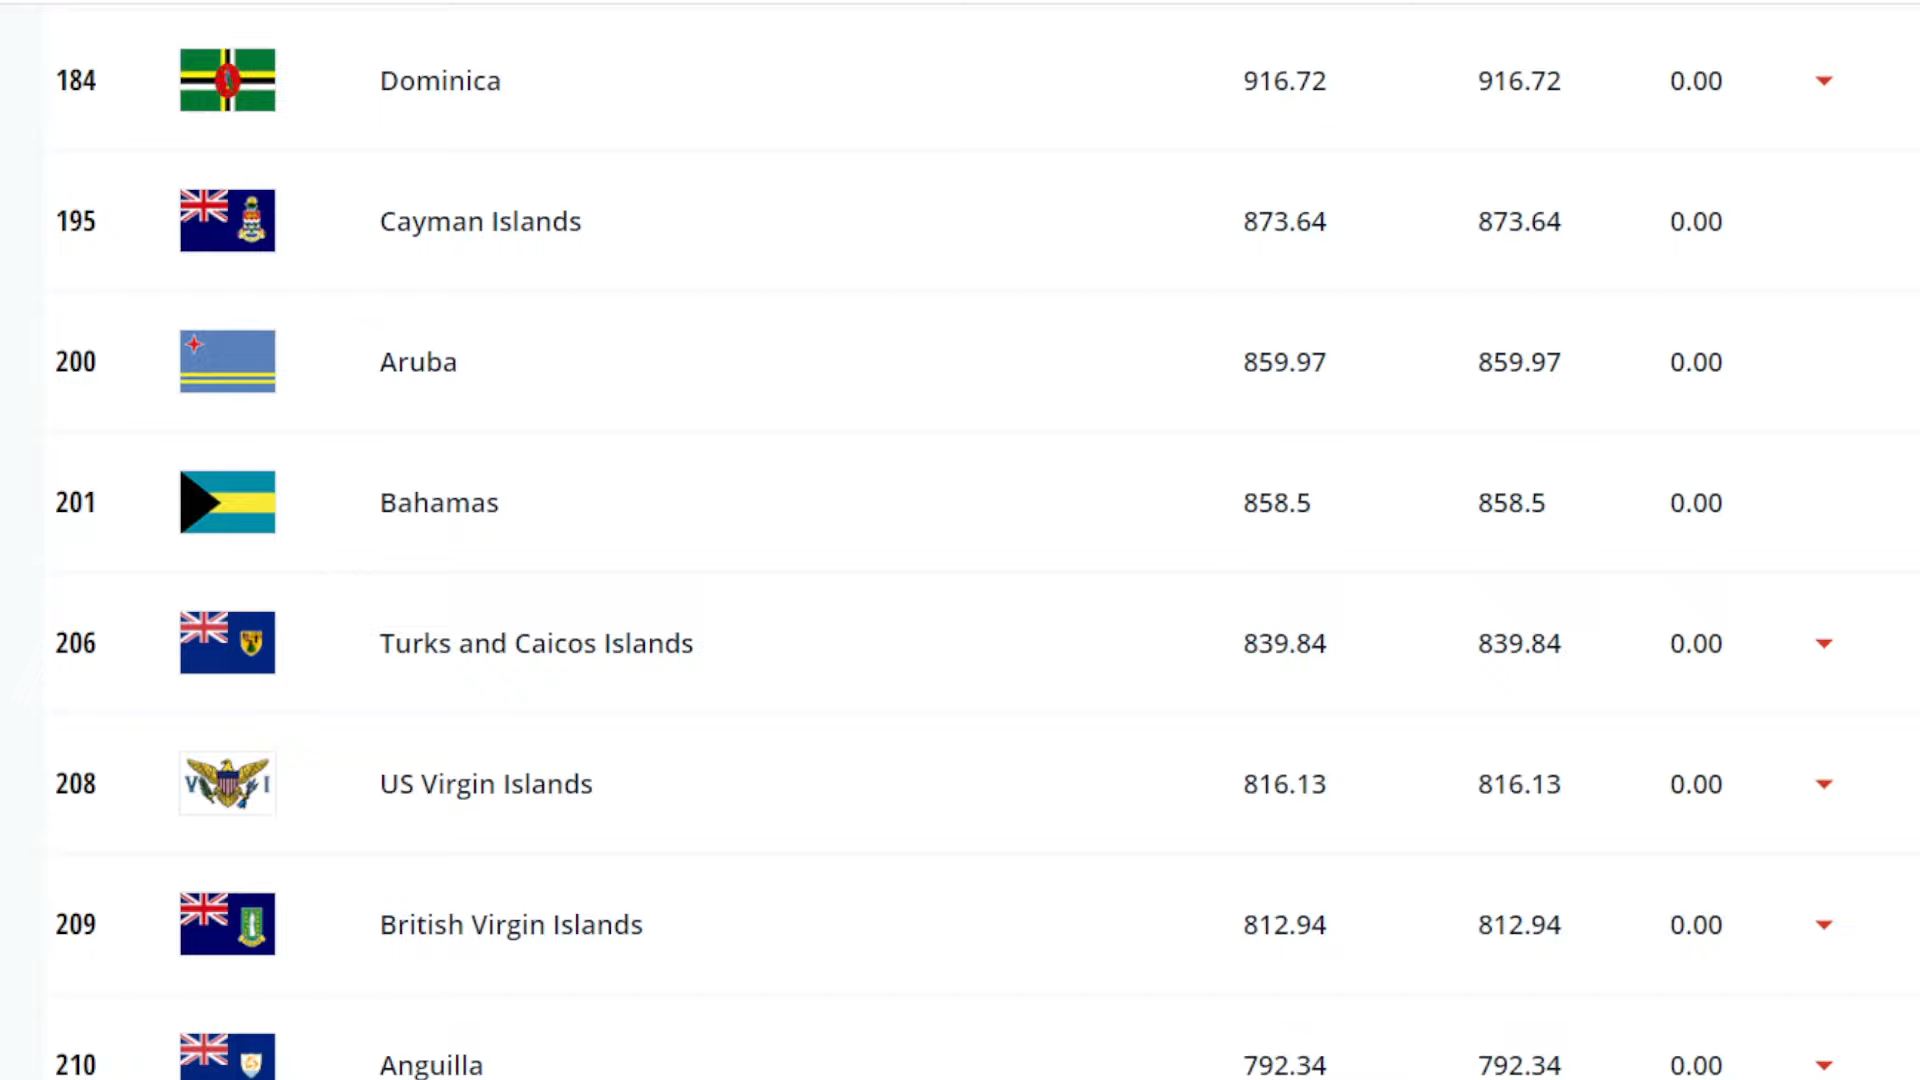 184 Dominica 916.72 916.72 0.00
195 Cayman Islands 873.64 873.64 0.00
200 Aruba 859.97 859.97 0.00
201 Bahamas 858.5 858.5 0.00
206 Turks and Caicos Islands 839.84 839.84 0.00
208 V I US Virgin Islands 816.13 816.13 0.00
209 British Virgin Islands 812.94 812.94 0.00
210 Anguilla 792.34 792.34 0.00